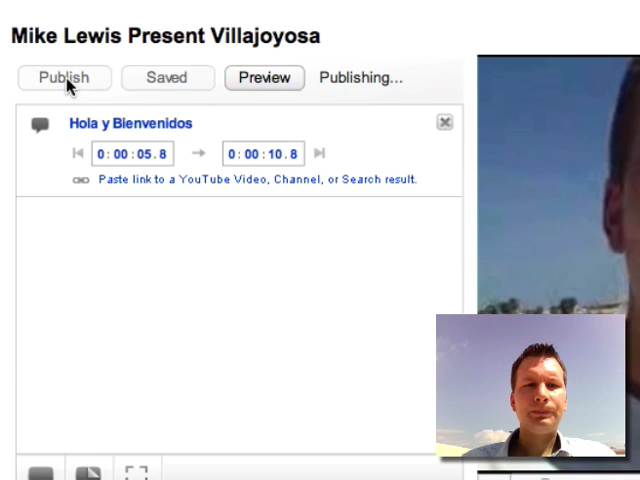 Mike Lewis Present Villajoyosa
Publish Saved Preview Publishing...
Hola y Bienvenidos
0:00:05.8 0:00:10.8
Paste link to a YouTube Video, Channel, or Search result.